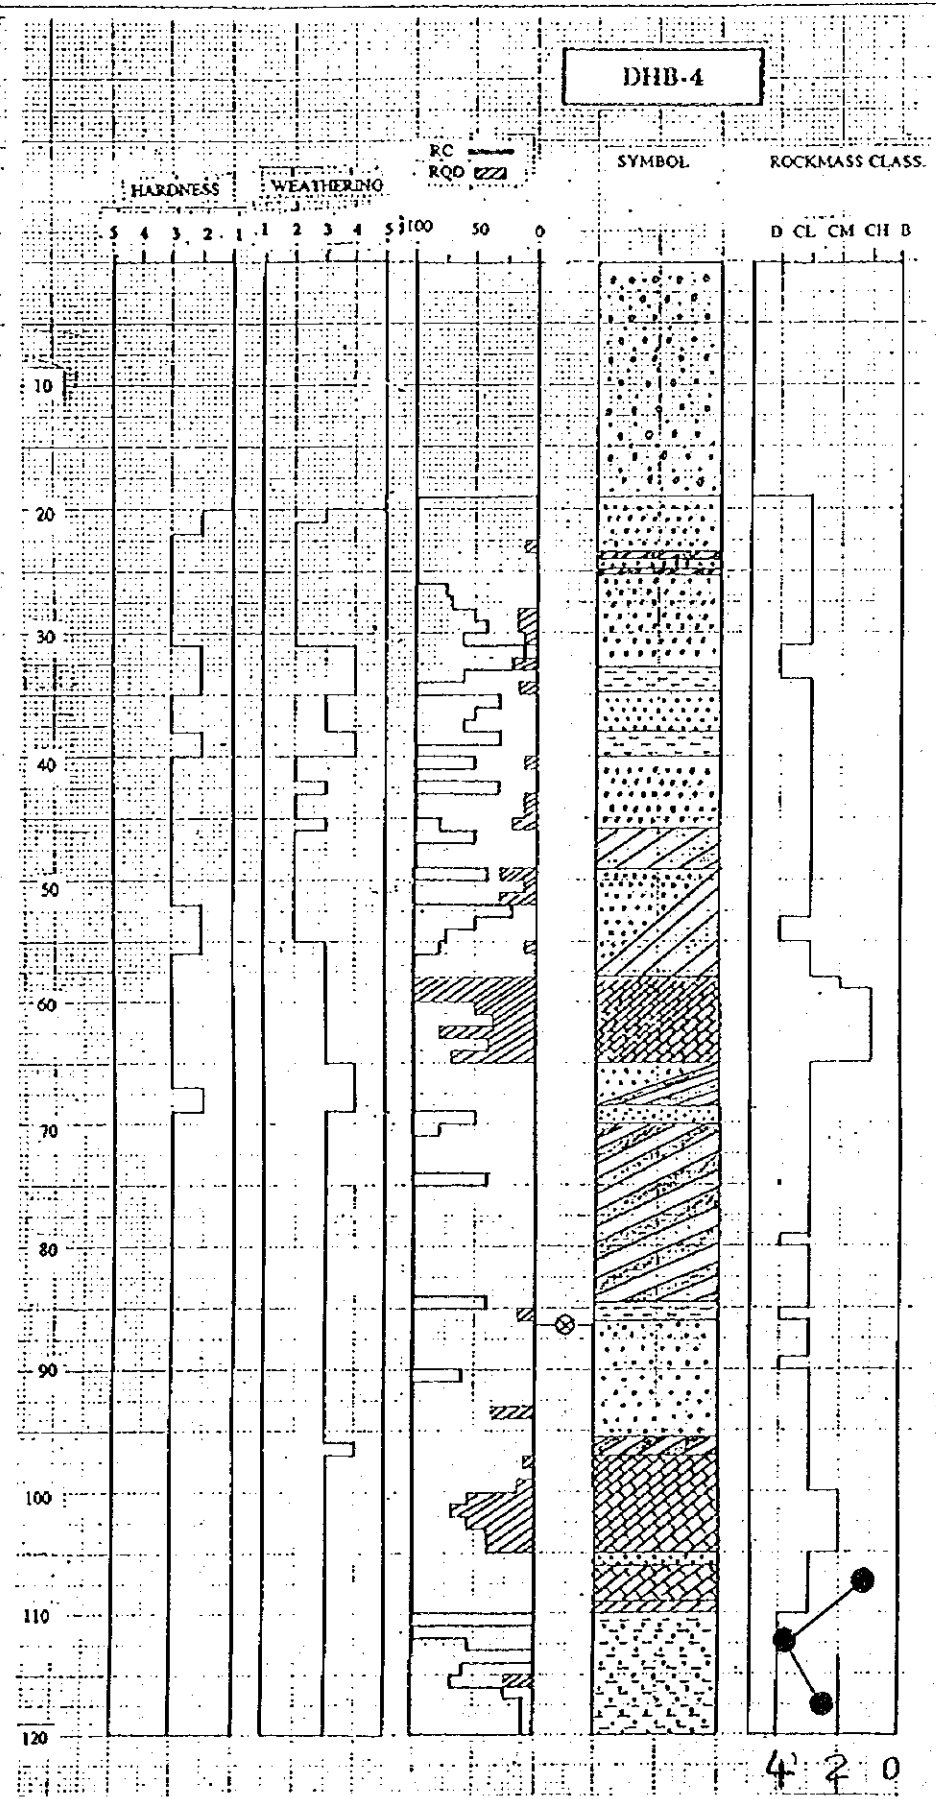 DHB-4
RC
RQD
SYMBOL
ROCKMASS CLASS.
HARDNESS
WEATHERING
5 4 3 2 1
1 2 3 4 5
100 50 0
D CL CM CH B
10
20
30
40
50
60
70
80
90
100
110
120
4 2 0